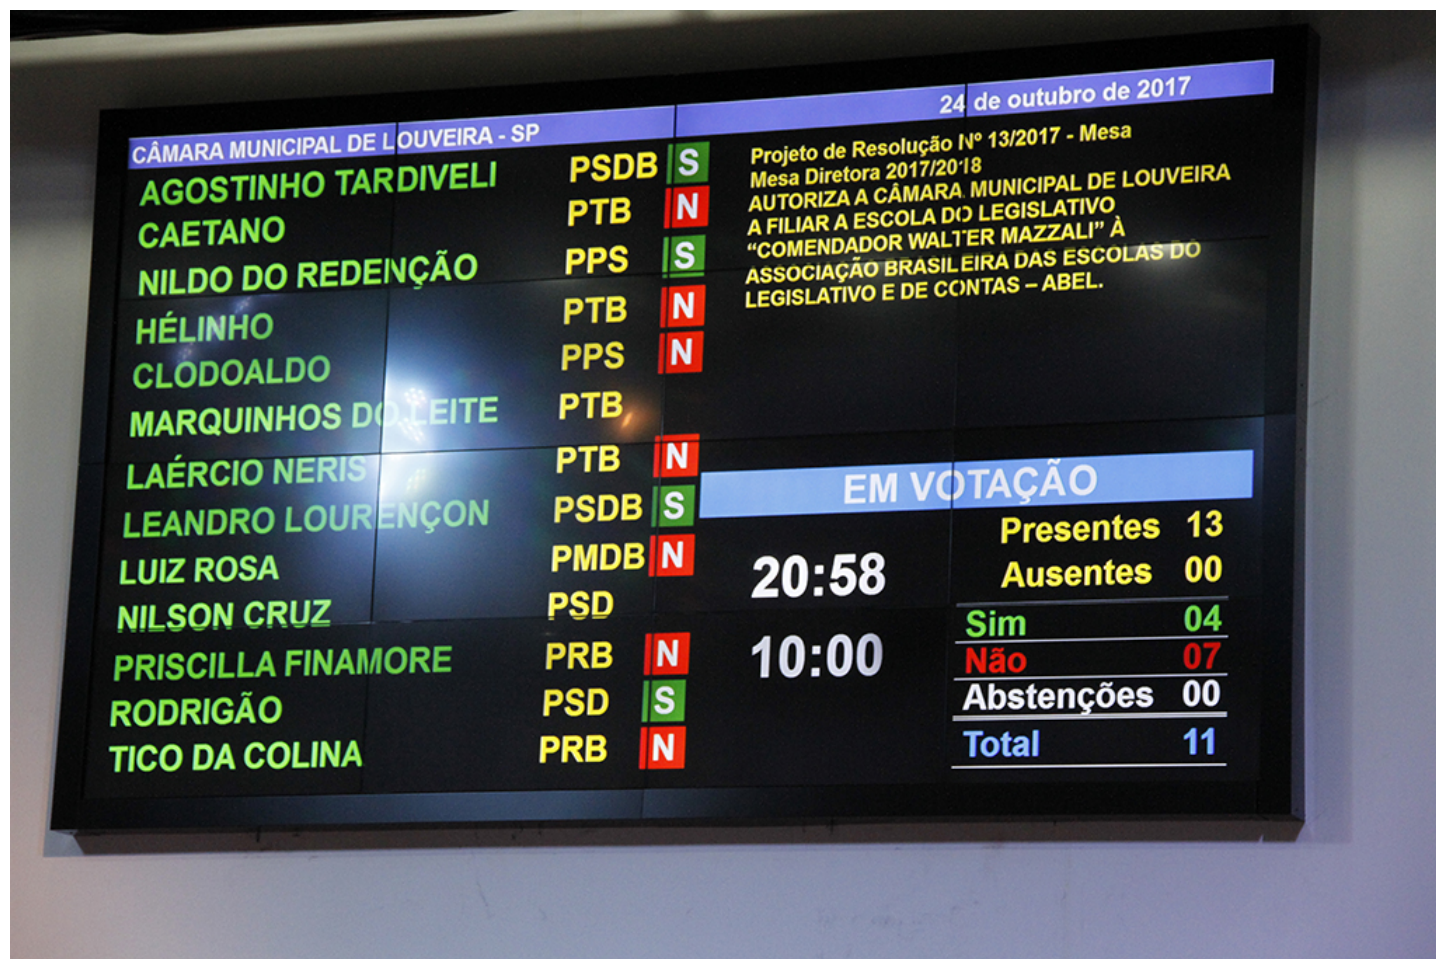 CÂMARA MUNICIPAL DE LOUVEIRA - SP 24 de outubro de 2017
AGOSTINHO TARDIVELI PSDB S
CAETANO PTB N
NILDO DO REDENÇÃO PPS S
HÉLINHO PTB N
CLODOALDO PPS N
MARQUINHOS DO LEITE PTB
LAÉRCIO NERIS PTB N
LEANDRO LOURENÇON PSDB S
LUIZ ROSA PMDB N
NILSON CRUZ PSD
PRISCILLA FINAMORE PRB N
RODRIGÃO PSD S
TICO DA COLINA PRB N
Projeto de Resolução Nº 13/2017 - Mesa
Mesa Diretora 2017/2018
AUTORIZA A CÂMARA MUNICIPAL DE LOUVEIRA
A FILIAR A ESCOLA DO LEGISLATIVO
“COMENDADOR WALTER MAZZALI” À
ASSOCIAÇÃO BRASILEIRA DAS ESCOLAS DO
LEGISLATIVO E DE CONTAS – ABEL.
EM VOTAÇÃO
20:58
10:00
Presentes 13
Ausentes 00
Sim 04
Não 07
Abstenções 00
Total 11